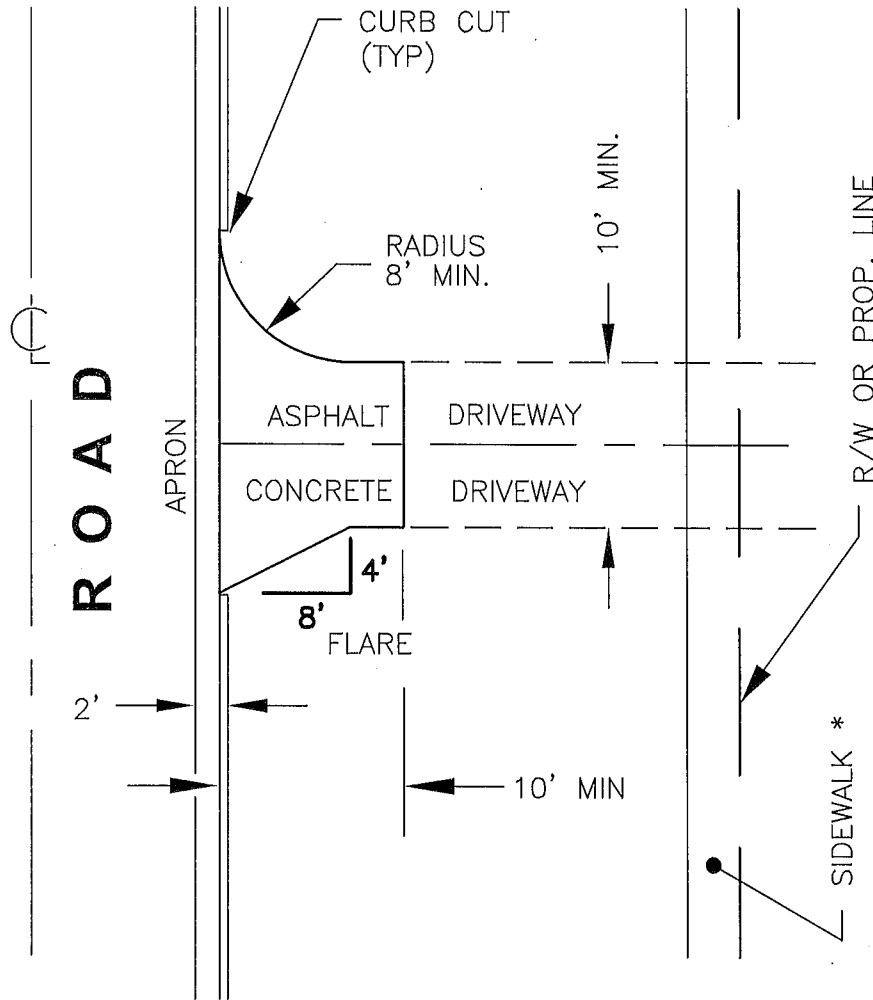 CURB CUT
(TYP)
10' MIN.
RADIUS
8' MIN.
R/W OR PROP. LINE
ROAD
APRON
ASPHALT DRIVEWAY
CONCRETE DRIVEWAY
4'
8'
FLARE
2'
10' MIN
SIDEWALK *